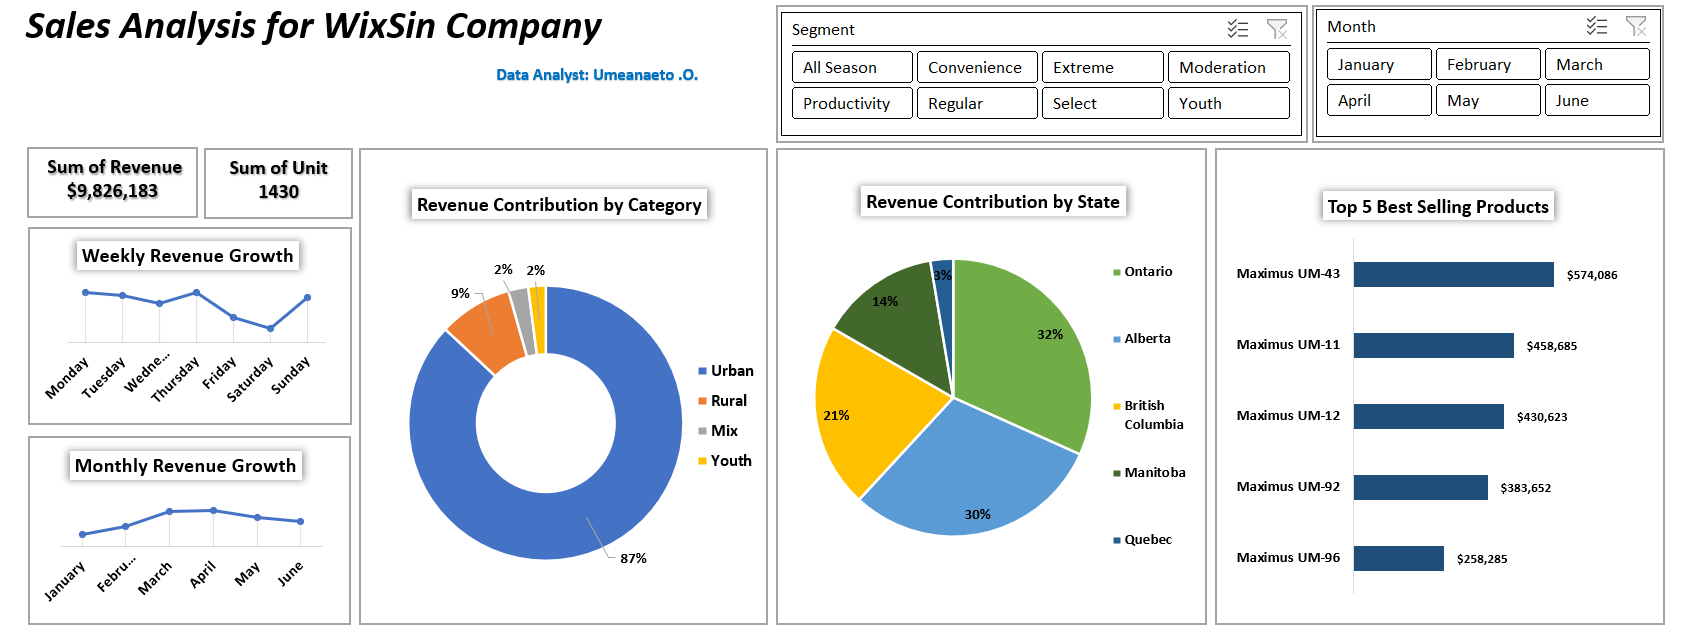 Sales Analysis for WixSin Company
Data Analyst: Umeanaeto .O.
Segment
All Season
Convenience
Extreme
Moderation
Productivity
Regular
Select
Youth
Month
January
February
March
April
May
June
Sum of Revenue
$9,826,183
Sum of Unit
1430
Weekly Revenue Growth
Monday
Tuesday
Wedne...
Thursday
Friday
Saturday
Sunday
Monthly Revenue Growth
January
Febru...
March
April
May
June
Revenue Contribution by Category
2%
2%
9%
87%
Urban
Rural
Mix
Youth
Revenue Contribution by State
3%
14%
32%
21%
30%
Ontario
Alberta
British
Columbia
Manitoba
Quebec
Top 5 Best Selling Products
Maximus UM-43 $574,086
Maximus UM-11 $458,685
Maximus UM-12 $430,623
Maximus UM-92 $383,652
Maximus UM-96 $258,285